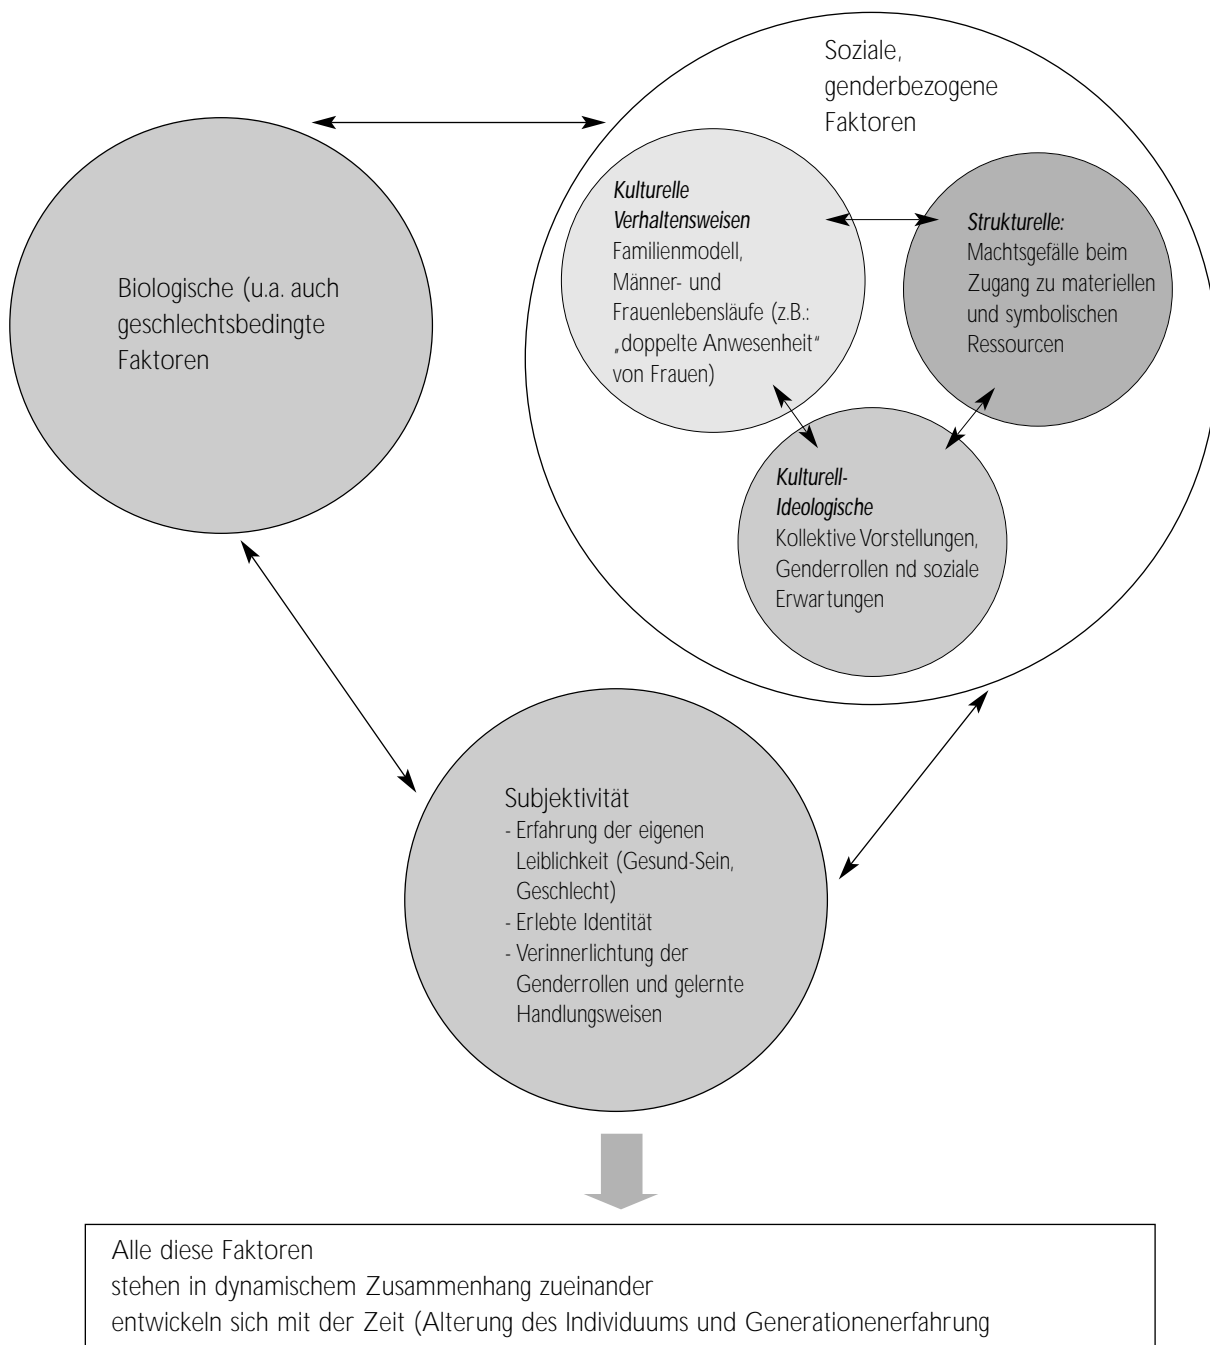 Soziale,
genderbezogene
Faktoren
Biologische (u.a. auch
geschlechtsbedingte
Faktoren
Kulturelle
Verhaltensweisen
Familienmodell,
Männer- und
Frauenlebensläufe (z.B.:
„doppelte Anwesenheit“
von Frauen)
Strukturelle:
Machtsgefälle beim
Zugang zu materiellen
und symbolischen
Ressourcen
Kulturell-
Ideologische
Kollektive Vorstellungen,
Genderrollen nd soziale
Erwartungen
Subjektivität
- Erfahrung der eigenen
Leiblichkeit (Gesund-Sein,
Geschlecht)
- Erlebte Identität
- Verinnerlichtung der
Genderrollen und gelernte
Handlungsweisen
Alle diese Faktoren
stehen in dynamischem Zusammenhang zueinander
entwickeln sich mit der Zeit (Alterung des Individuums und Generationenerfahrung